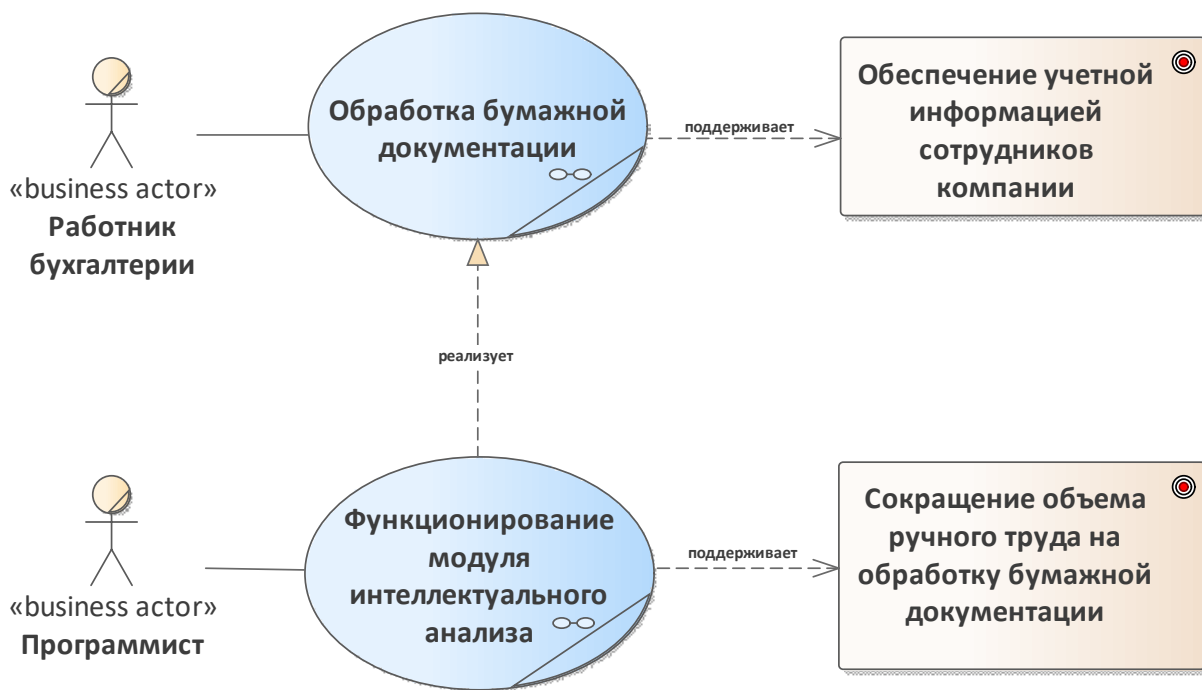 Обработка бумажной
документации
поддерживает
Обеспечение учетной
информацией
сотрудников
компании
«business actor»
Работник
бухгалтерии
реализует
Функционирование
модуля
интеллектуального
анализа
поддерживает
Сокращение объема
ручного труда на
обработку бумажной
документации
«business actor»
Программист